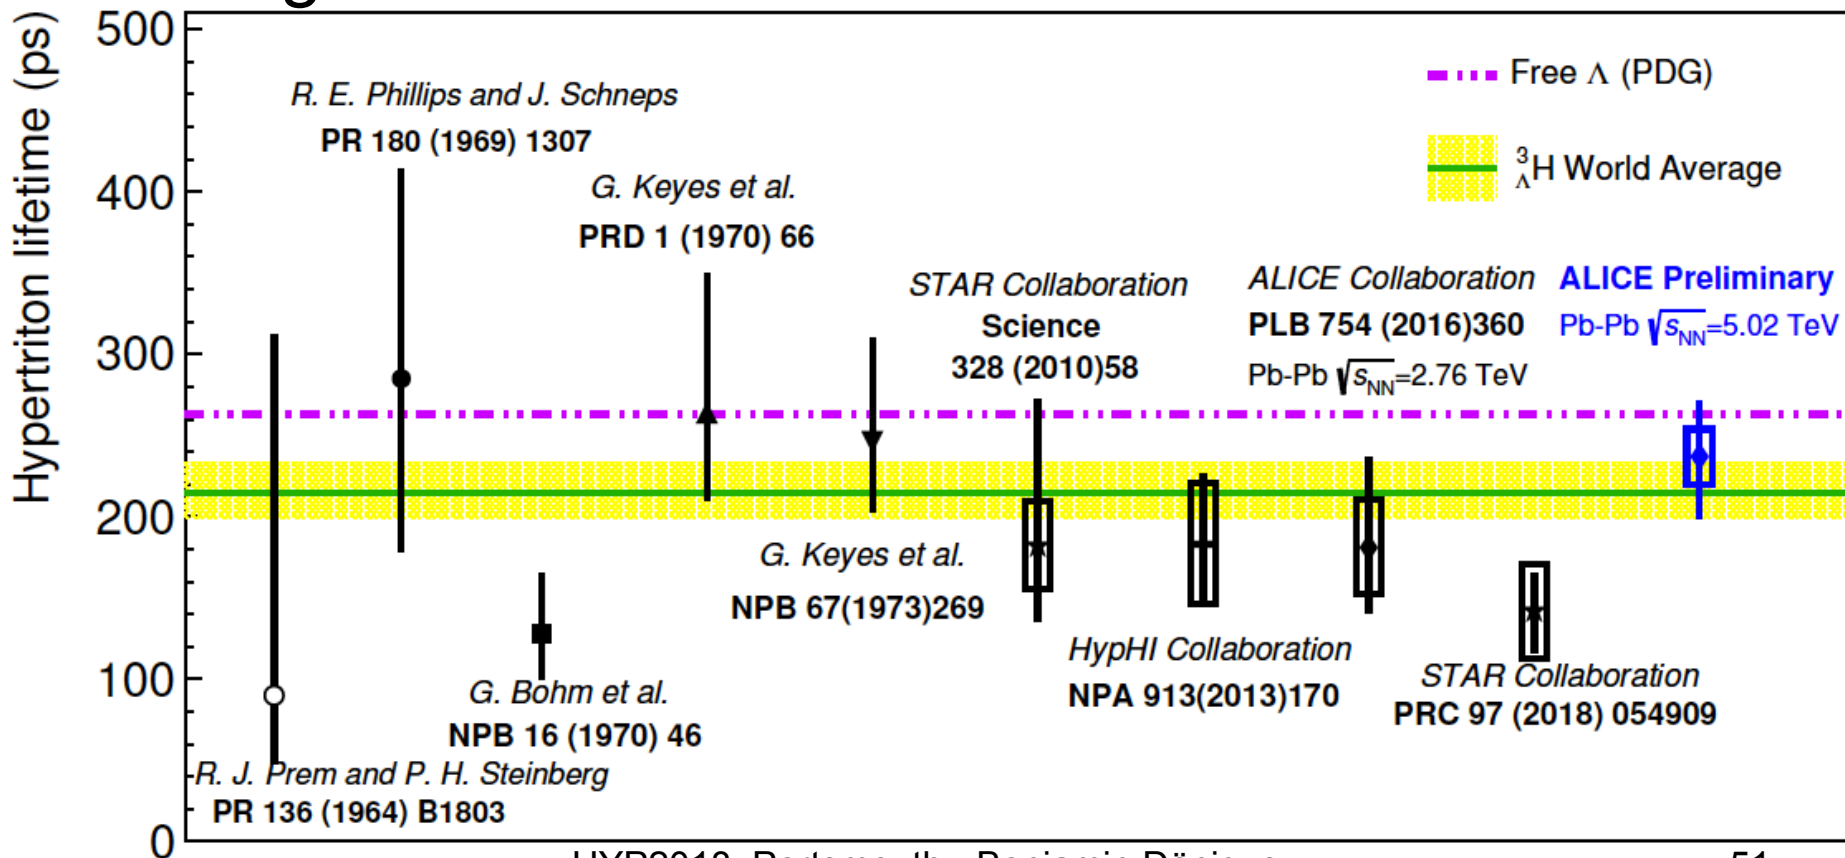 Hypertriton lifetime (ps)
500
400
300
200
100
0
R. E. Phillips and J. Schneps
PR 180 (1969) 1307
G. Keyes et al.
PRD 1 (1970) 66
STAR Collaboration
Science
328 (2010)58
ALICE Collaboration
PLB 754 (2016)360
Pb-Pb √sNN=2.76 TeV
ALICE Preliminary
Pb-Pb √sNN=5.02 TeV
Free Λ (PDG)
³ΛH World Average
G. Keyes et al.
NPB 67(1973)269
HypHI Collaboration
NPA 913(2013)170
STAR Collaboration
PRC 97 (2018) 054909
G. Bohm et al.
NPB 16 (1970) 46
R. J. Prem and P. H. Steinberg
PR 136 (1964) B1803